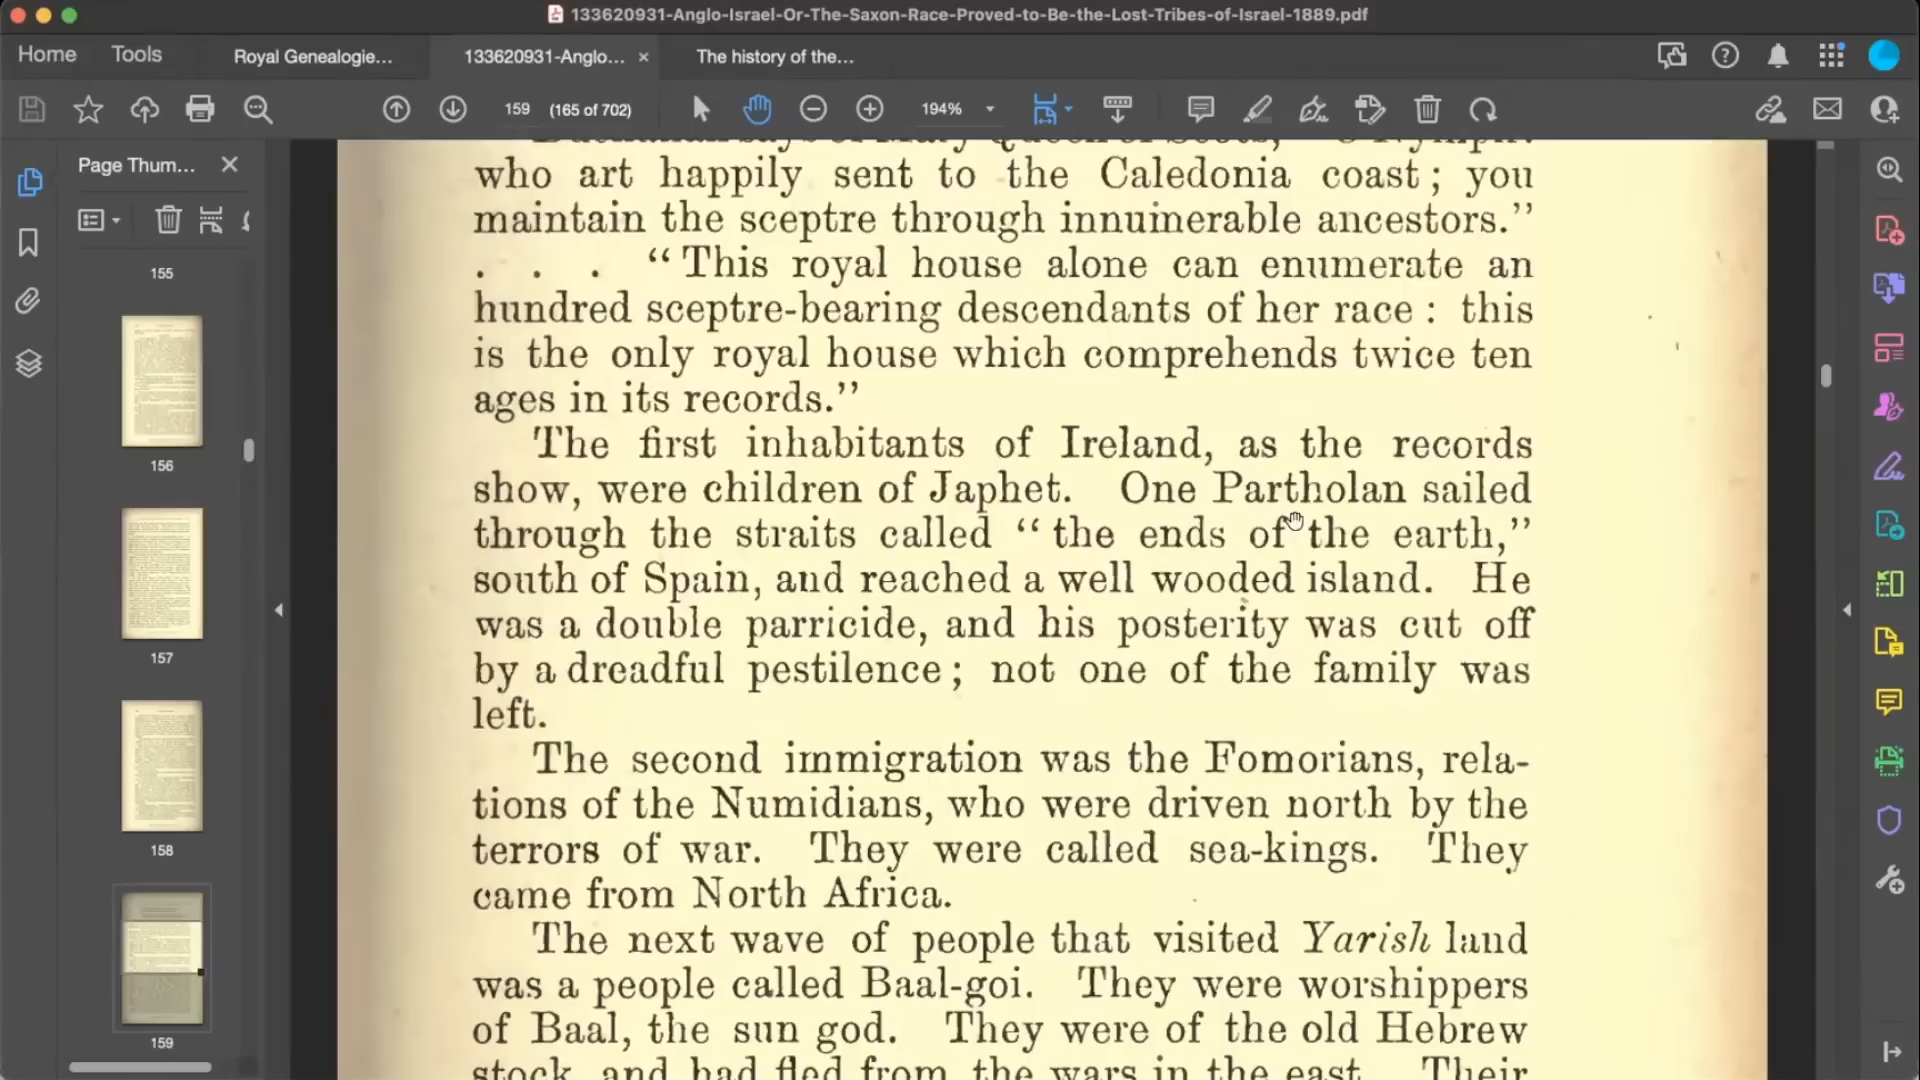 133620931-Anglo-Israel-Or-The-Saxon-Race-Proved-to-Be-the-Lost-Tribes-of-Israel-1889.pdf
Home
Tools
Royal Genealogie...
133620931-Anglo...
The history of the...
159
(165 of 702)
194%
Page Thum...
155
156
157
158
159
who art happily sent to the Caledonia coast ; you
maintain the sceptre through innumerable ancestors.”
. . . “ This royal house alone can enumerate an
hundred sceptre-bearing descendants of her race : this
is the only royal house which comprehends twice ten
ages in its records.”
The first inhabitants of Ireland, as the records
show, were children of Japhet. One Partholan sailed
through the straits called “ the ends of the earth,”
south of Spain, and reached a well wooded island. He
was a double parricide, and his posterity was cut off
by a dreadful pestilence ; not one of the family was
left.
The second immigration was the Fomorians, rela-
tions of the Numidians, who were driven north by the
terrors of war. They were called sea-kings. They
came from North Africa.
The next wave of people that visited Yarish land
was a people called Baal-goi. They were worshippers
of Baal, the sun god. They were of the old Hebrew
stock, and had fled from the wars in the east. Their